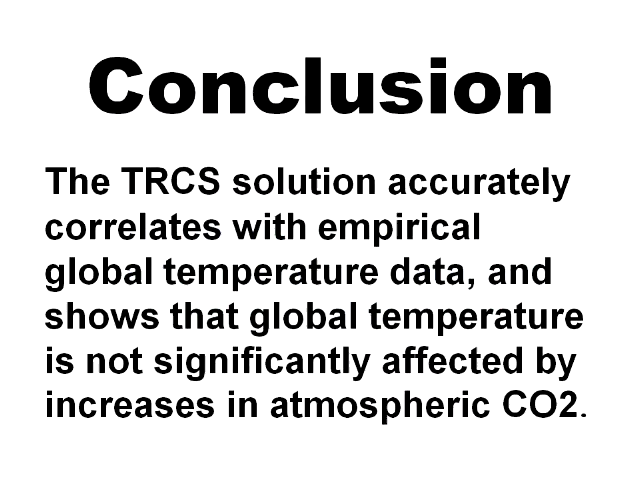 Conclusion
The TRCS solution accurately
correlates with empirical
global temperature data, and
shows that global temperature
is not significantly affected by
increases in atmospheric CO2.